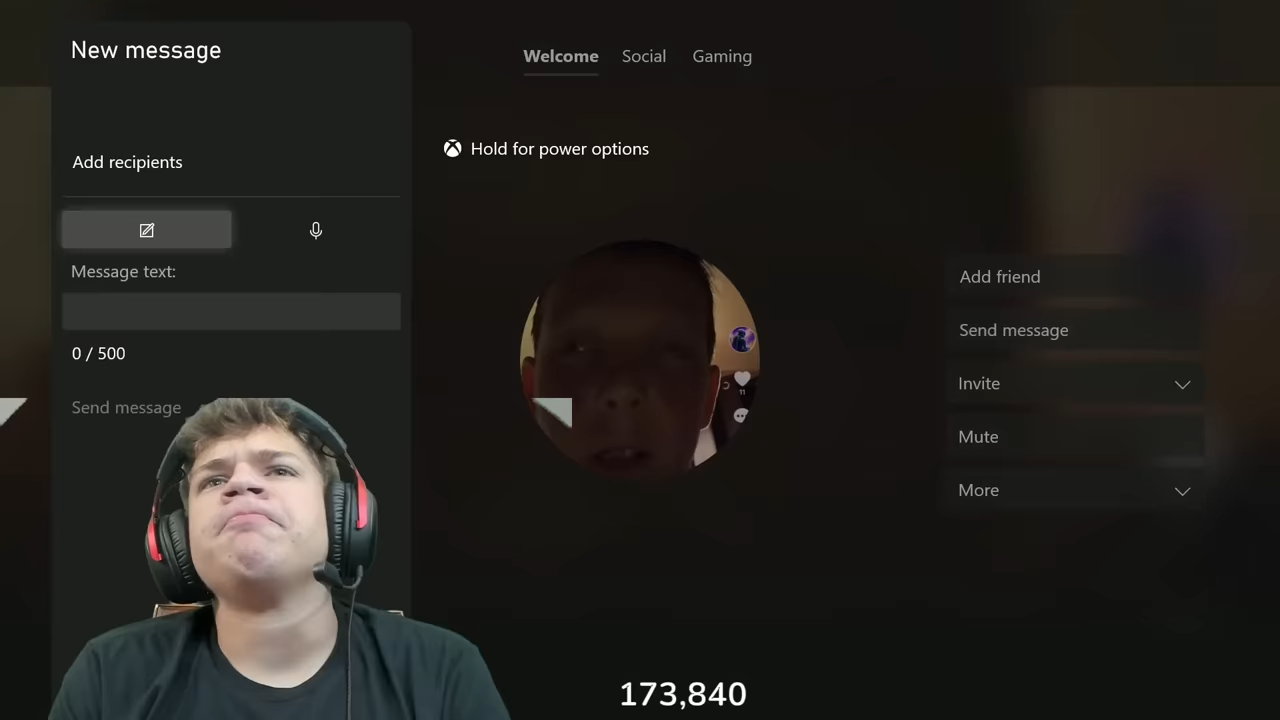 New message
Welcome Social Gaming
Hold for power options
Add recipients
Message text:
0 / 500
Send message
Add friend
Send message
Invite
Mute
More
11
173,840